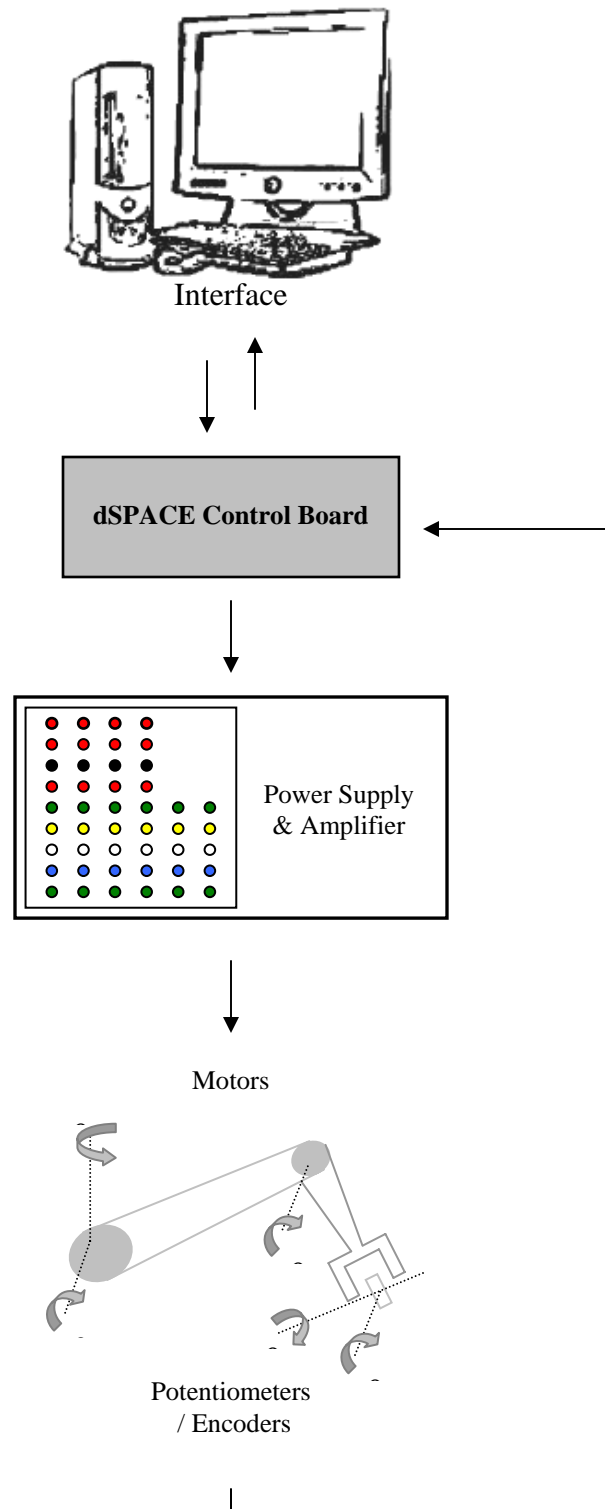 Interface
dSPACE Control Board
Power Supply
& Amplifier
Motors
Potentiometers
/ Encoders